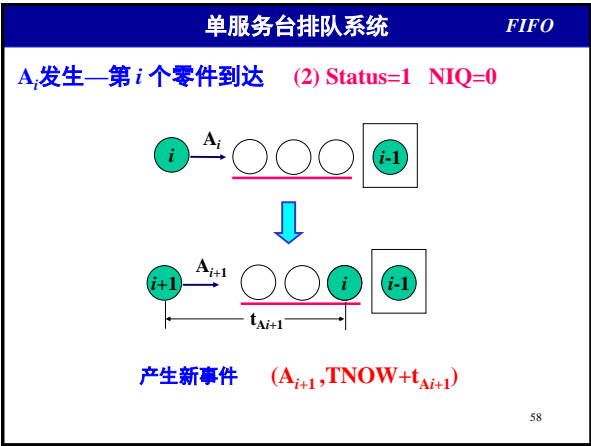 单服务台排队系统 FIFO
Ai发生—第 i 个零件到达 (2) Status=1 NIQ=0
i Ai i-1
i+1 Ai+1 i i-1
tAi+1
产生新事件 (Ai+1 ,TNOW+tAi+1)
58